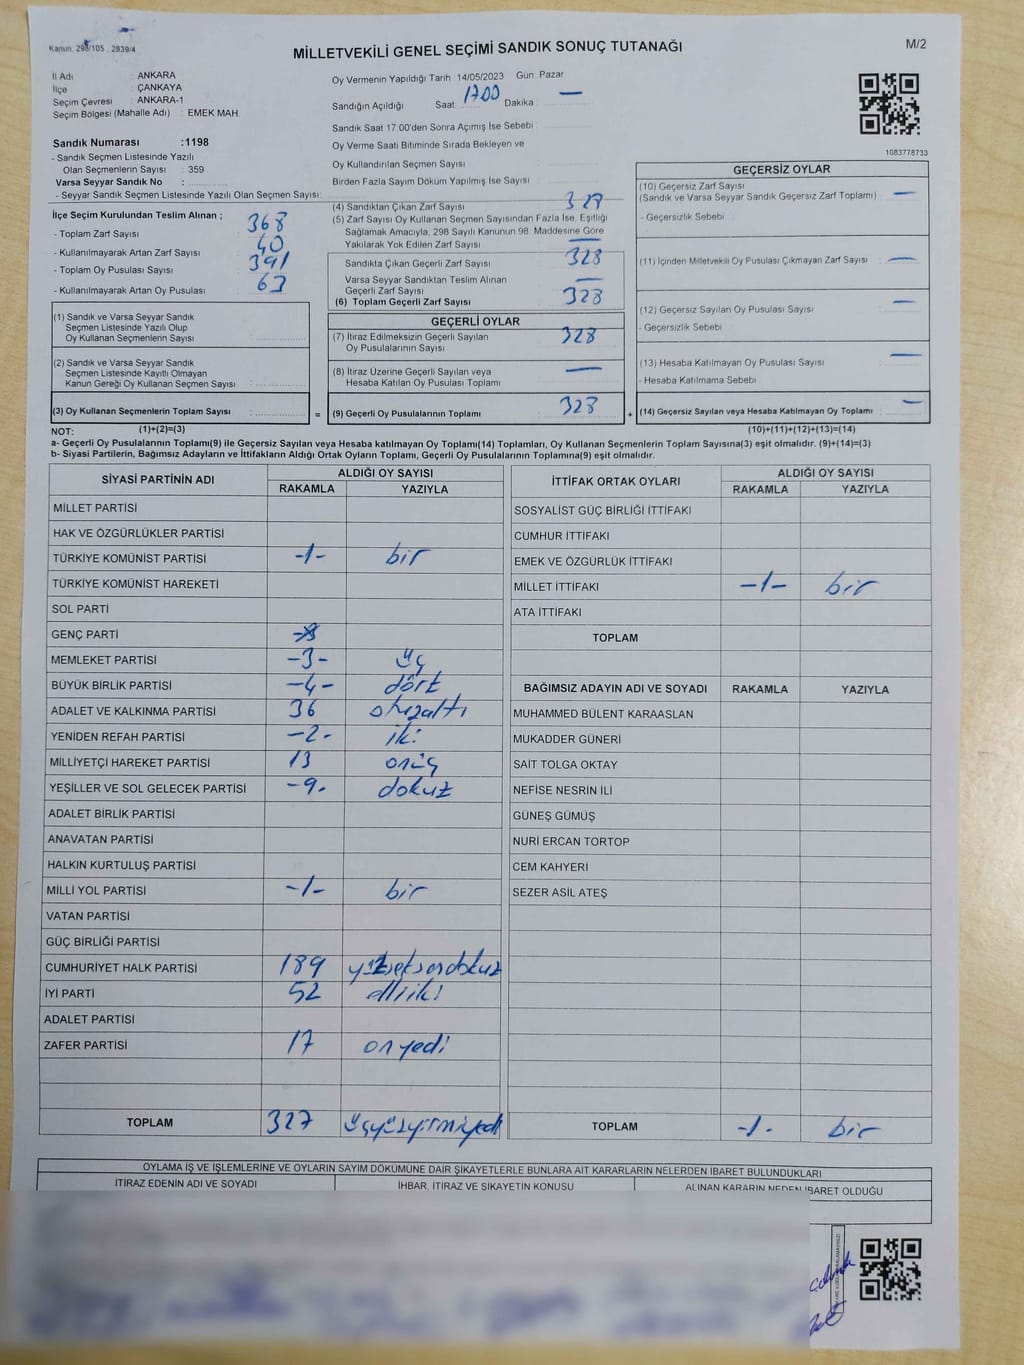 Kanun. 298/105 , 2839/4
MİLLETVEKİLİ GENEL SEÇİMİ SANDIK SONUÇ TUTANAĞI
M/2
İl Adı : ANKARA
İlçe : ÇANKAYA
Seçim Çevresi : ANKARA-1
Seçim Bölgesi (Mahalle Adı) : EMEK MAH.
Oy Vermenin Yapıldığı Tarih :14/05/2023 Gün: Pazar
Sandığın Açıldığı Saat 1700 Dakika —
Sandık Saat 17:00'den Sonra Açımış İse Sebebi
Oy Verme Saati Bitiminde Sırada Bekleyen ve
Oy Kullandırılan Seçmen Sayısı
Birden Fazla Sayım Döküm Yapılmış İse Sayısı
1083778733
Sandık Numarası :1198
- Sandık Seçmen Listesinde Yazılı
Olan Seçmenlerin Sayısı : 359
Varsa Seyyar Sandık No :
- Seyyar Sandık Seçmen Listesinde Yazılı Olan Seçmen Sayısı:
İlçe Seçim Kurulundan Teslim Alınan ;
- Toplam Zarf Sayısı : 368
- Kullanılmayarak Artan Zarf Sayısı : 40
- Toplam Oy Pusulası Sayısı : 391
- Kullanılmayarak Artan Oy Pusulası : 63
(1) Sandık ve Varsa Seyyar Sandık
Seçmen Listesinde Yazılı Olup
Oy Kullanan Seçmenlerin Sayısı :
(2) Sandık ve Varsa Seyyar Sandık
Seçmen Listesinde Kayıtlı Olmayan
Kanun Gereği Oy Kullanan Seçmen Sayısı :
(3) Oy Kullanan Seçmenlerin Toplam Sayısı :
(4) Sandıktan Çıkan Zarf Sayısı
(5) Zarf Sayısı Oy Kullanan Seçmen Sayısından Fazla İse, Eşitliği
Sağlamak Amacıyla, 298 Sayılı Kanunun 98. Maddesine Göre
Yakılarak Yok Edilen Zarf Sayısı —
Sandıkta Çıkan Geçerli Zarf Sayısı 328
Varsa Seyyar Sandıktan Teslim Alınan
Geçerli Zarf Sayısı —
(6) Toplam Geçerli Zarf Sayısı 328
GEÇERLİ OYLAR
(7) İtiraz Edilmeksizin Geçerli Sayılan
Oy Pusulalarının Sayısı 328
(8) İtiraz Üzerine Geçerli Sayılan veya
Hesaba Katılan Oy Pusulası Toplamı —
= (9) Geçerli Oy Pusulalarının Toplamı 328
GEÇERSİZ OYLAR
(10) Geçersiz Zarf Sayısı
(Sandık ve Varsa Seyyar Sandık Geçersiz Zarf Toplamı) —
- Geçersizlik Sebebi
(11) İçinden Milletvekili Oy Pusulası Çıkmayan Zarf Sayısı —
(12) Geçersiz Sayılan Oy Pusulası Sayısı —
- Geçersizlik Sebebi
(13) Hesaba Katılmayan Oy Pusulası Sayısı —
- Hesaba Katılmama Sebebi
+ (14) Geçersiz Sayılan veya Hesaba Katılmayan Oy Toplamı : —
NOT: (1)+(2)=(3)
(10)+(11)+(12)+(13)=(14)
a- Geçerli Oy Pusulalarının Toplamı(9) ile Geçersiz Sayılan veya Hesaba katılmayan Oy Toplamı(14) Toplamları, Oy Kullanan Seçmenlerin Toplam Sayısına(3) eşit olmalıdır. (9)+(14)=(3)
b- Siyasi Partilerin, Bağımsız Adayların ve İttifakların Aldığı Ortak Oyların Toplamı, Geçerli Oy Pusulalarının Toplamına(9) eşit olmalıdır.
SİYASİ PARTİNİN ADI ALDIĞI OY SAYISI
RAKAMLA YAZIYLA
MİLLET PARTİSİ
HAK VE ÖZGÜRLÜKLER PARTİSİ
TÜRKİYE KOMÜNİST PARTİSİ -1- bir
TÜRKİYE KOMÜNİST HAREKETİ
SOL PARTİ
GENÇ PARTİ
MEMLEKET PARTİSİ -3- üç
BÜYÜK BİRLİK PARTİSİ -4- dört
ADALET VE KALKINMA PARTİSİ 36 otuzaltı
YENİDEN REFAH PARTİSİ -2- iki
MİLLİYETÇİ HAREKET PARTİSİ 13 onüç
YEŞİLLER VE SOL GELECEK PARTİSİ -9- dokuz
ADALET BİRLİK PARTİSİ
ANAVATAN PARTİSİ
HALKIN KURTULUŞ PARTİSİ
MİLLİ YOL PARTİSİ -1- bir
VATAN PARTİSİ
GÜÇ BİRLİĞİ PARTİSİ
CUMHURİYET HALK PARTİSİ 189 yüzseksendokuz
İYİ PARTİ 52 elliiki
ADALET PARTİSİ
ZAFER PARTİSİ 17 onyedi
TOPLAM 327 üçyüzyirmiyedi
İTTİFAK ORTAK OYLARI ALDIĞI OY SAYISI
RAKAMLA YAZIYLA
SOSYALİST GÜÇ BİRLİĞİ İTTİFAKI
CUMHUR İTTİFAKI
EMEK VE ÖZGÜRLÜK İTTİFAKI
MİLLET İTTİFAKI -1- bir
ATA İTTİFAKI
TOPLAM
BAĞIMSIZ ADAYIN ADI VE SOYADI RAKAMLA YAZIYLA
MUHAMMED BÜLENT KARAASLAN
MUKADDER GÜNERİ
SAİT TOLGA OKTAY
NEFİSE NESRİN İLİ
GÜNEŞ GÜMÜŞ
NURİ ERCAN TORTOP
CEM KAHYERİ
SEZER ASİL ATEŞ
TOPLAM -1- bir
OYLAMA İŞ VE İŞLEMLERİNE VE OYLARIN SAYIM DÖKÜMÜNE DAİR ŞİKAYETLERLE BUNLARA AİT KARARLARIN NELERDEN İBARET BULUNDUKLARI
İTİRAZ EDENİN ADI VE SOYADI İHBAR, İTİRAZ VE ŞİKAYETİN KONUSU ALINAN KARARIN NEDEN İBARET OLDUĞU